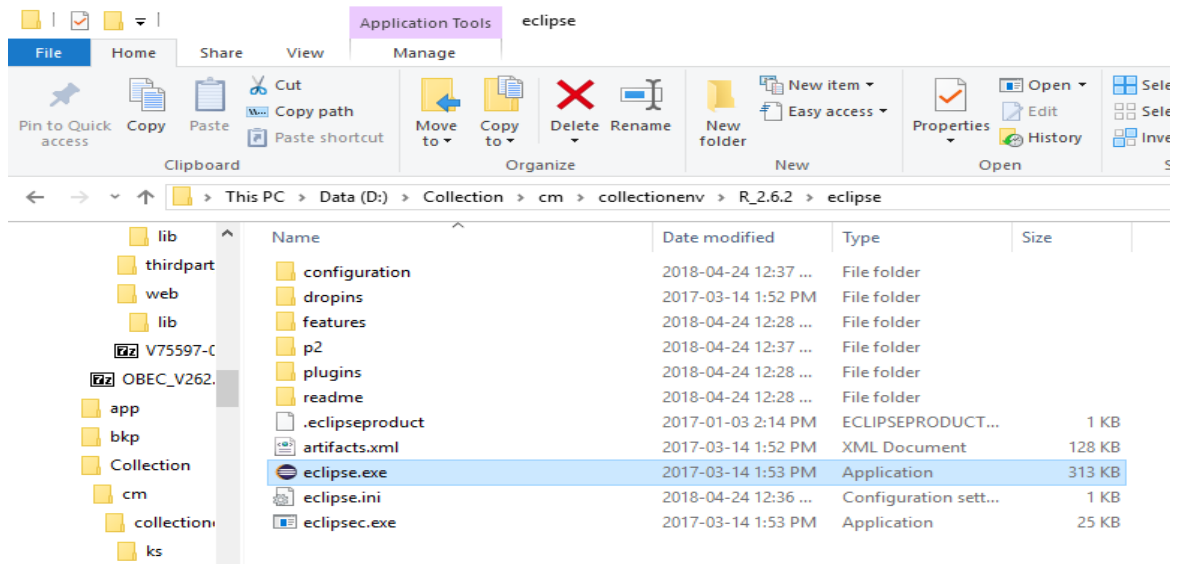 Application Tools eclipse
File Home Share View Manage
Pin to Quick access
Copy
Paste
Cut
Copy path
Paste shortcut
Clipboard
Move to
Copy to
Delete
Rename
Organize
New folder
New item
Easy access
New
Properties
Open
Edit
History
Open
Sele
Sele
Inve
S
This PC > Data (D:) > Collection > cm > collectionenv > R_2.6.2 > eclipse
lib
thirdpart
web
lib
V75597-0
OBEC_V262.
app
bkp
Collection
cm
collection
ks
Name Date modified Type Size
configuration 2018-04-24 12:37 ... File folder
dropins 2017-03-14 1:52 PM File folder
features 2018-04-24 12:28 ... File folder
p2 2018-04-24 12:37 ... File folder
plugins 2018-04-24 12:28 ... File folder
readme 2018-04-24 12:28 ... File folder
.eclipseproduct 2017-01-03 2:14 PM ECLIPSEPRODUCT... 1 KB
artifacts.xml 2017-03-14 1:52 PM XML Document 128 KB
eclipse.exe 2017-03-14 1:53 PM Application 313 KB
eclipse.ini 2018-04-24 12:36 ... Configuration sett... 1 KB
eclipsec.exe 2017-03-14 1:53 PM Application 25 KB